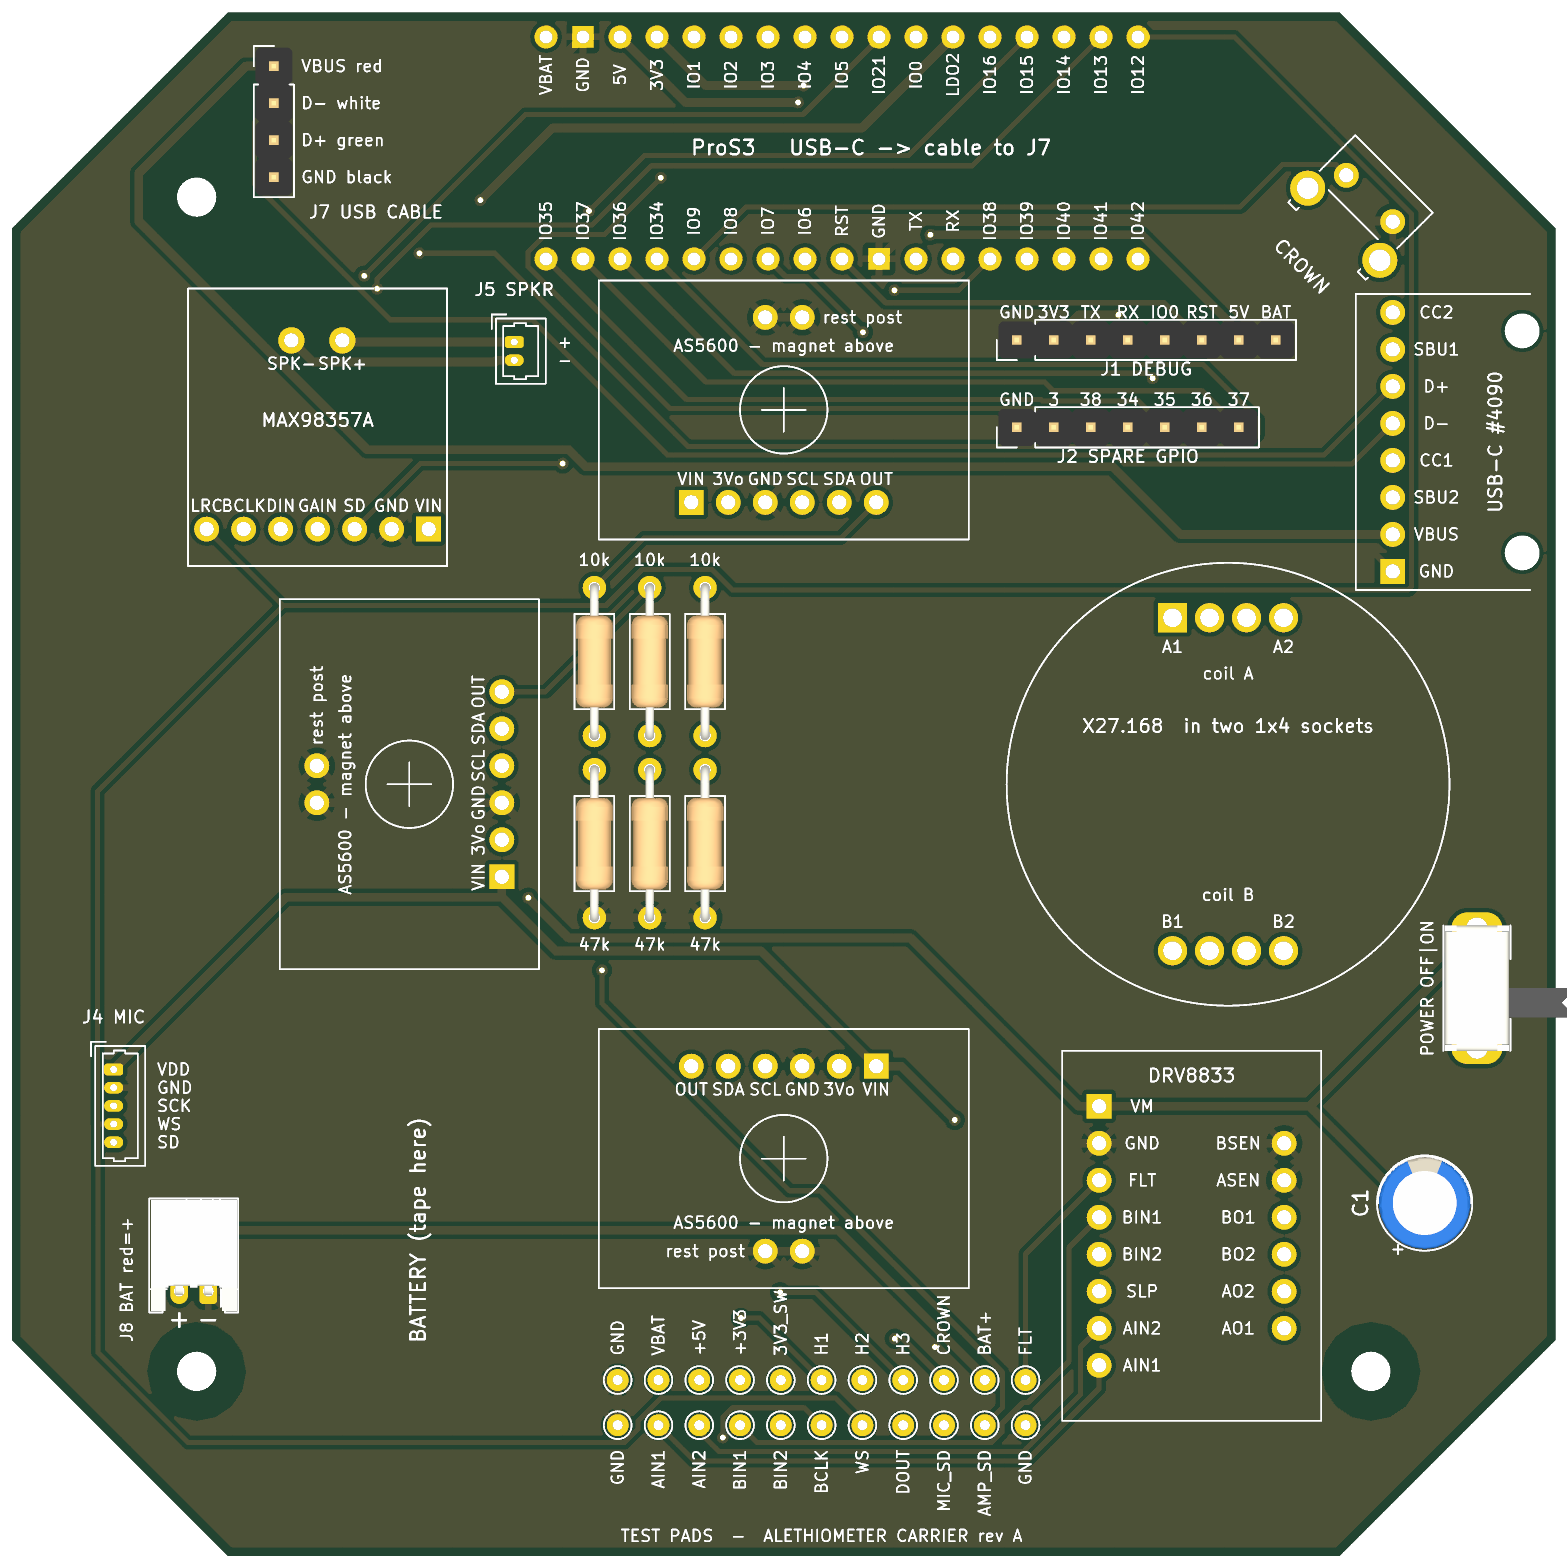 VBAT GND 5V 3V3 IO1 IO2 IO3 IO4 IO5 IO21 IO0 LDO2 IO16 IO15 IO14 IO13 IO12
VBUS red
D- white
D+ green
GND black
J7 USB CABLE
ProS3 USB-C -> cable to J7
IO35 IO37 IO36 IO34 IO9 IO8 IO7 IO6 RST GND TX RX IO38 IO39 IO40 IO41 IO42
CROWN
J5 SPKR
+
-
SPK- SPK+
MAX98357A
LRC BCLK DIN GAIN SD GND VIN
rest post
AS5600 - magnet above
VIN 3Vo GND SCL SDA OUT
GND 3V3 TX RX IO0 RST 5V BAT
J1 DEBUG
GND 3 38 34 35 36 37
J2 SPARE GPIO
CC2
SBU1
D+
D-
CC1
SBU2
VBUS
GND
USB-C #4090
10k 10k 10k
rest post
AS5600 - magnet above
VIN 3Vo GND SCL SDA OUT
47k 47k 47k
A1 A2
coil A
X27.168 in two 1x4 sockets
coil B
B1 B2
POWER OFF|ON
J4 MIC
VDD
GND
SCK
WS
SD
J8 BAT red=+
+ -
BATTERY (tape here)
OUT SDA SCL GND 3Vo VIN
AS5600 - magnet above
rest post
DRV8833
VM
GND BSEN
FLT ASEN
BIN1 BO1
BIN2 BO2
SLP AO2
AIN2 AO1
AIN1
C1
+
GND VBAT +5V +3V3 3V3_SW H1 H2 H3 CROWN BAT+ FLT
GND AIN1 AIN2 BIN1 BIN2 BCLK WS DOUT MIC_SD AMP_SD GND
TEST PADS - ALETHIOMETER CARRIER rev A